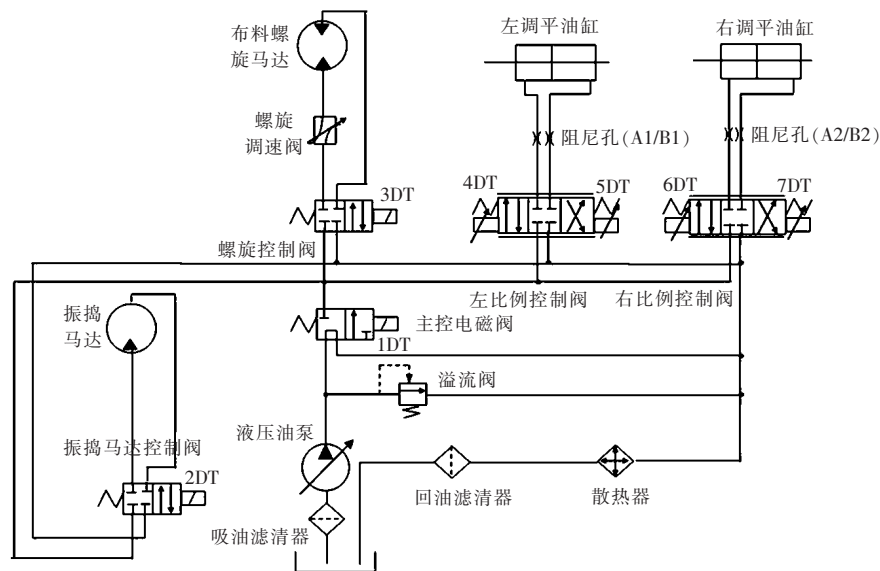 布料螺
旋马达
左调平油缸
右调平油缸
螺旋
调速阀
阻尼孔(A1/B1)
阻尼孔(A2/B2)
3DT
4DT
5DT
6DT
7DT
螺旋控制阀
左比例控制阀
右比例控制阀
振捣
马达
主控电磁阀
1DT
溢流阀
液压油泵
振捣马达控制阀
2DT
回油滤清器
散热器
吸油滤清器